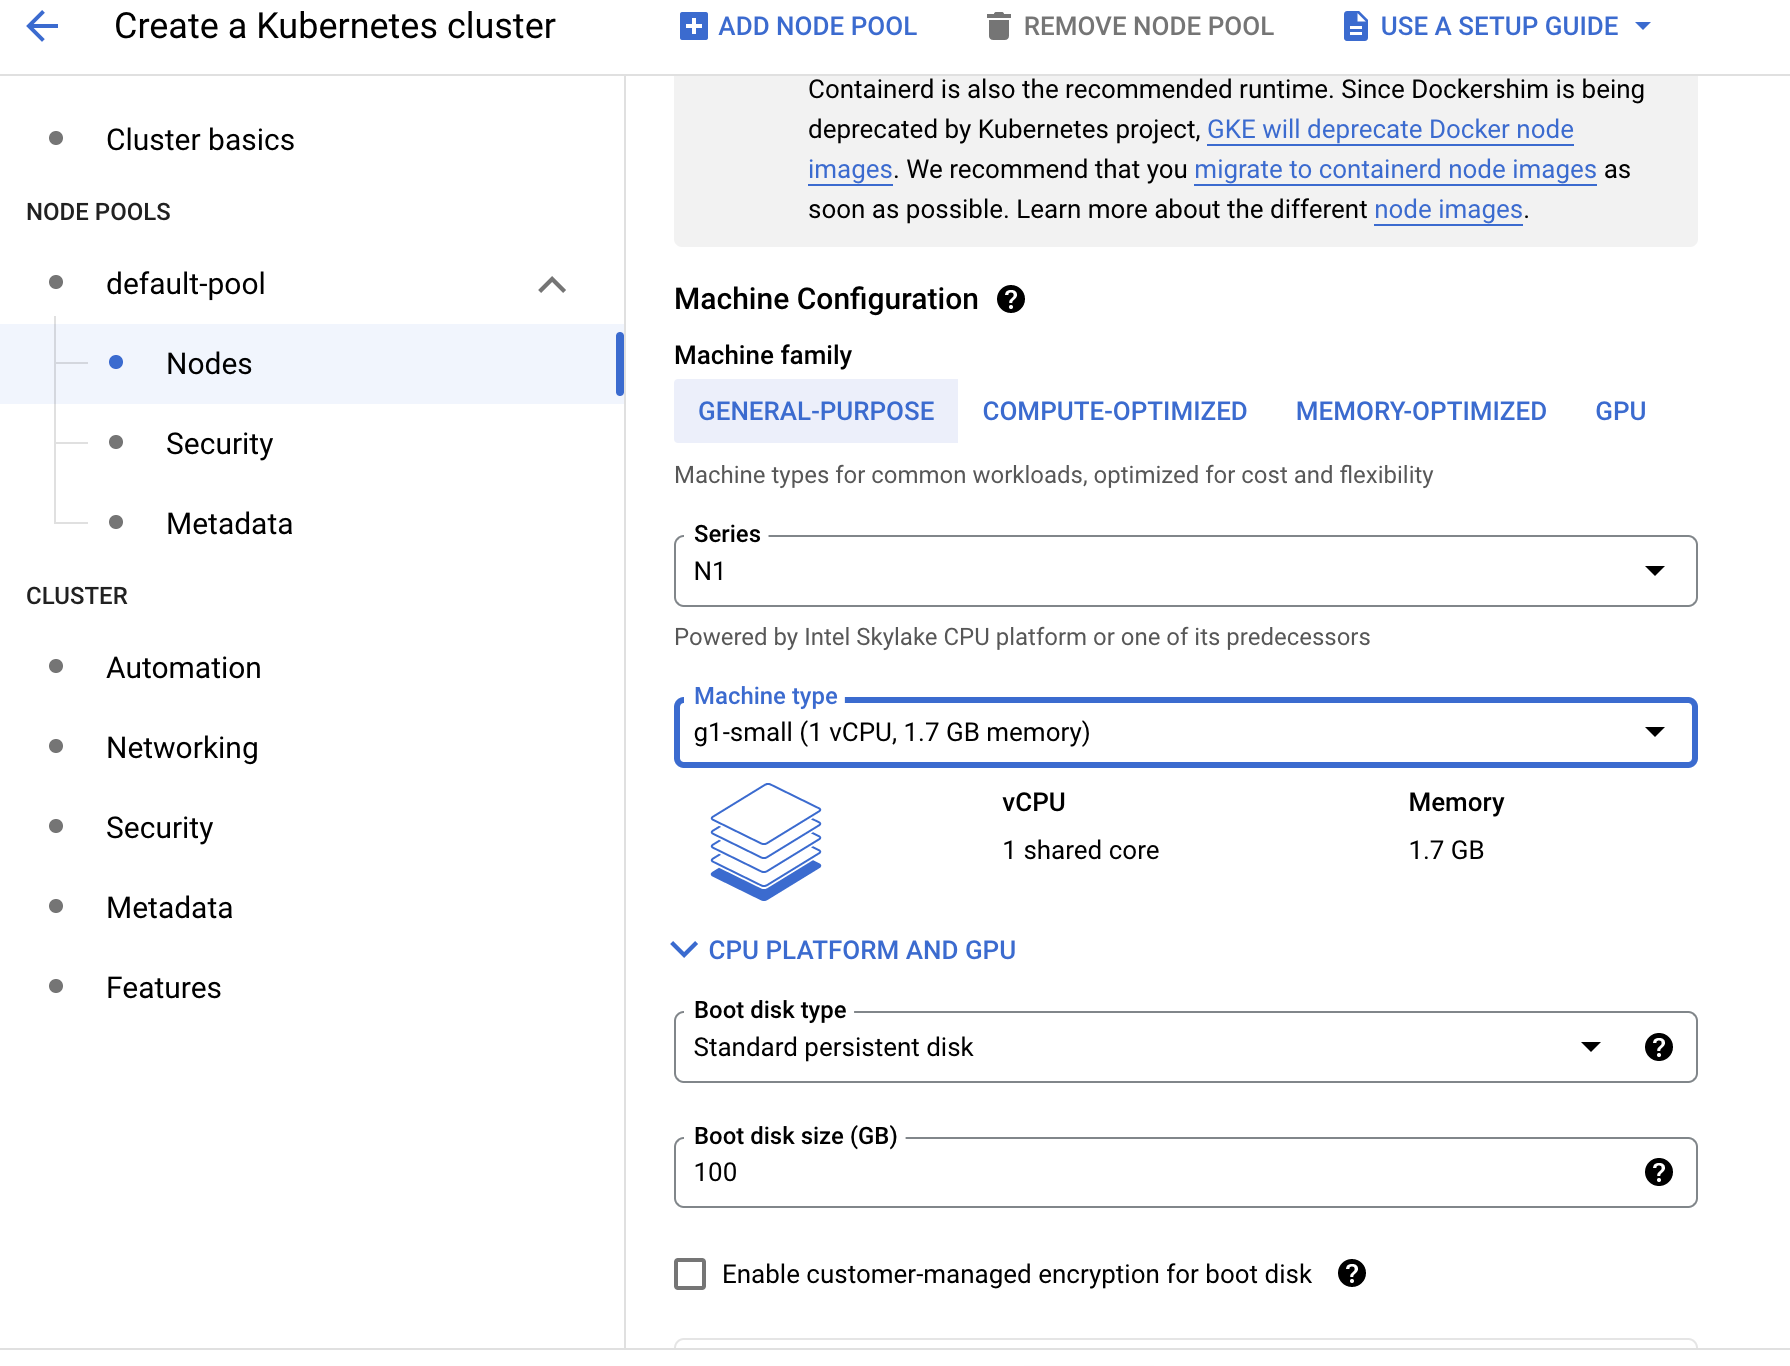 Create a Kubernetes cluster
ADD NODE POOL
REMOVE NODE POOL
USE A SETUP GUIDE
Cluster basics
NODE POOLS
default-pool
Nodes
Security
Metadata
CLUSTER
Automation
Networking
Security
Metadata
Features
Containerd is also the recommended runtime. Since Dockershim is being
deprecated by Kubernetes project, GKE will deprecate Docker node
images. We recommend that you migrate to containerd node images as
soon as possible. Learn more about the different node images.
Machine Configuration
Machine family
GENERAL-PURPOSE
COMPUTE-OPTIMIZED
MEMORY-OPTIMIZED
GPU
Machine types for common workloads, optimized for cost and flexibility
Series
N1
Powered by Intel Skylake CPU platform or one of its predecessors
Machine type
g1-small (1 vCPU, 1.7 GB memory)
vCPU
Memory
1 shared core
1.7 GB
CPU PLATFORM AND GPU
Boot disk type
Standard persistent disk
Boot disk size (GB)
100
Enable customer-managed encryption for boot disk